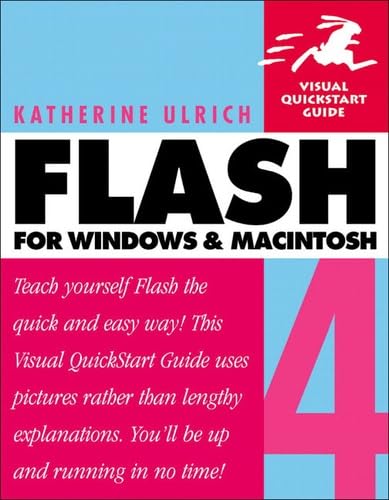 VISUAL
QUICKSTART
GUIDE
KATHERINE ULRICH
FLASH
FOR WINDOWS & MACINTOSH
4
Teach yourself Flash the
quick and easy way! This
Visual QuickStart Guide uses
pictures rather than lengthy
explanations. You'll be up
and running in no time!